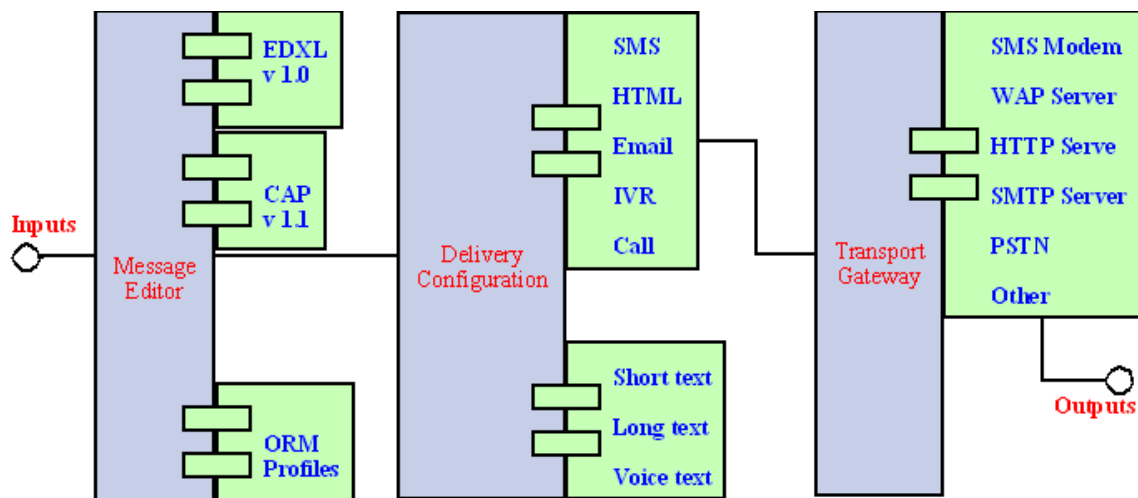 Inputs
Message
Editor
EDXL
v 1.0
CAP
v 1.1
ORM
Profiles
Delivery
Configuration
SMS
HTML
Email
IVR
Call
Short text
Long text
Voice text
Transport
Gateway
SMS Modem
WAP Server
HTTP Serve
SMTP Server
PSTN
Other
Outputs